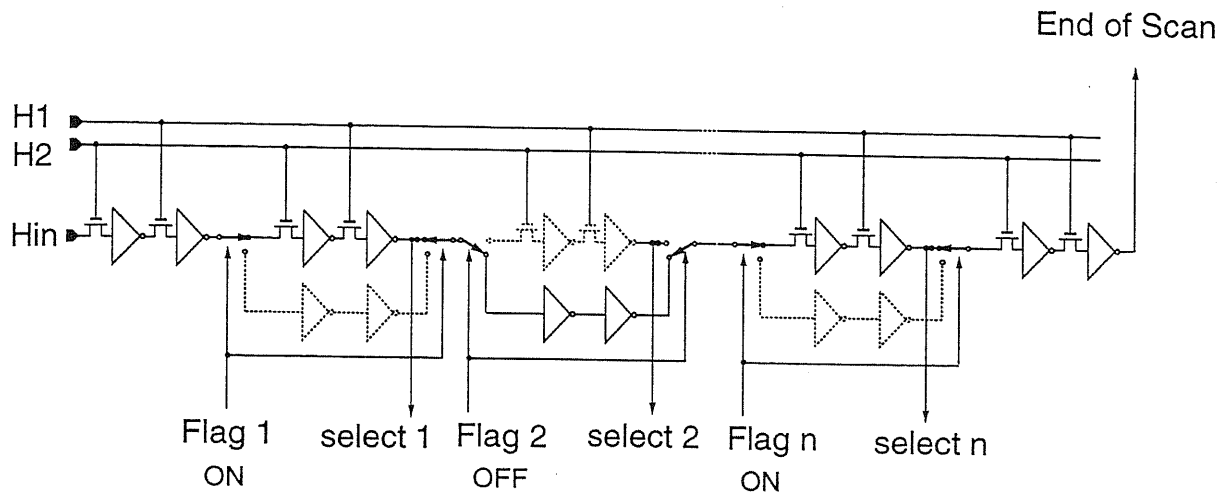 End of Scan
H1
H2
Hin
Flag 1 select 1 Flag 2 select 2 Flag n select n
ON OFF ON